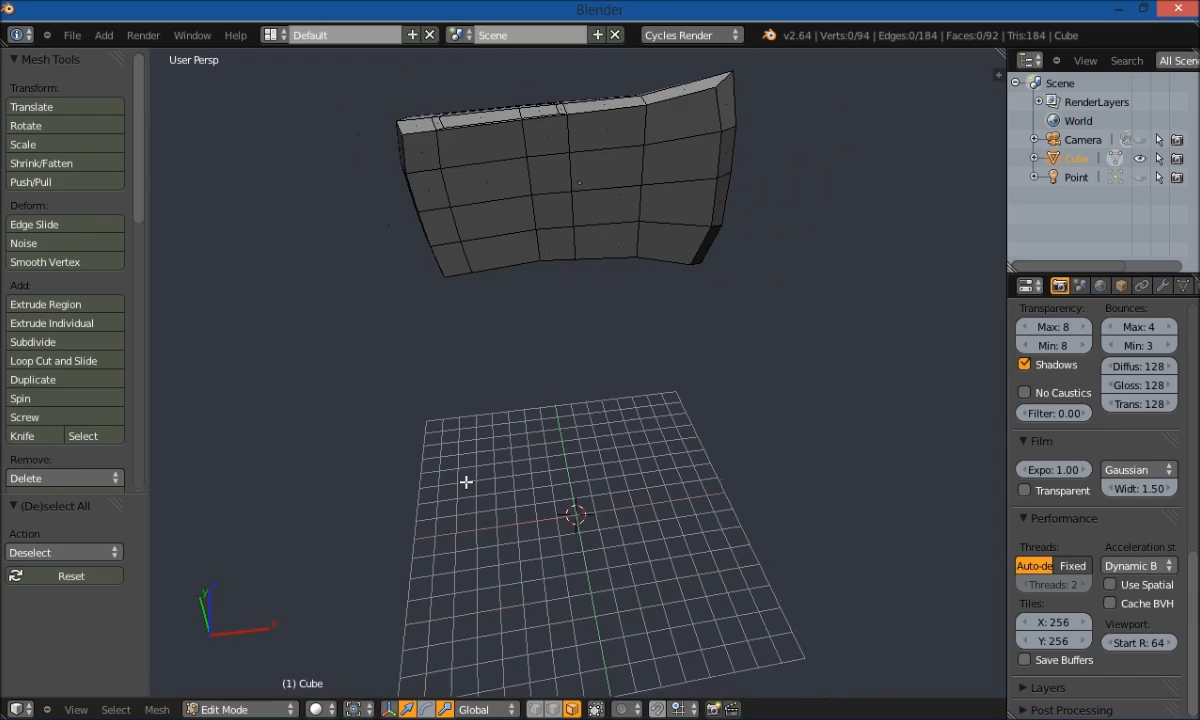 Blender
File Add Render Window Help Default Scene Cycles Render v2.64 | Verts:0/94 | Edges:0/184 | Faces:0/92 | Tris:184 | Cube
Mesh Tools
Transform:
Translate
Rotate
Scale
Shrink/Fatten
Push/Pull
Deform:
Edge Slide
Noise
Smooth Vertex
Add:
Extrude Region
Extrude Individual
Subdivide
Loop Cut and Slide
Duplicate
Spin
Screw
Knife Select
Remove:
Delete
(De)select All
Action
Deselect
Reset
User Persp
y
x
(1) Cube
View Select Mesh Edit Mode Global
View Search All Scen
Scene
RenderLayers
World
Camera
Cube
Point
Transparency: Bounces:
Max: 8 Max: 4
Min: 8 Min: 3
Shadows Diffus: 128
Gloss: 128
No Caustics Trans: 128
Filter: 0.00
Film
Expo: 1.00 Gaussian
Transparent Widt: 1.50
Performance
Threads: Acceleration st
Auto-de Fixed Dynamic B
Threads: 2 Use Spatial
Tiles: Cache BVH
X: 256 Viewport:
Y: 256 Start R: 64
Save Buffers
Layers
Post Processing